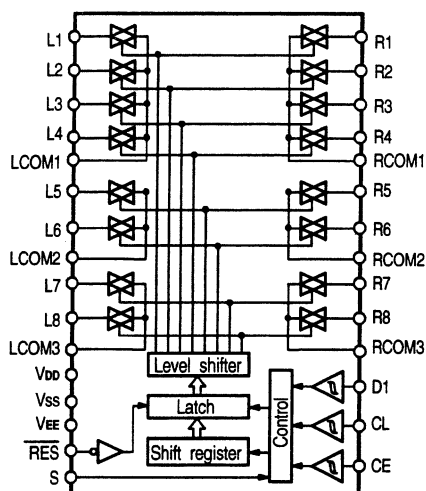 L1 R1
L2 R2
L3 R3
L4 R4
LCOM1 RCOM1
L5 R5
L6 R6
LCOM2 RCOM2
L7 R7
L8 R8
LCOM3 RCOM3
Level shifter
VDD
D1
VSS
Latch
Control
CL
VEE
RES
Shift register
CE
S